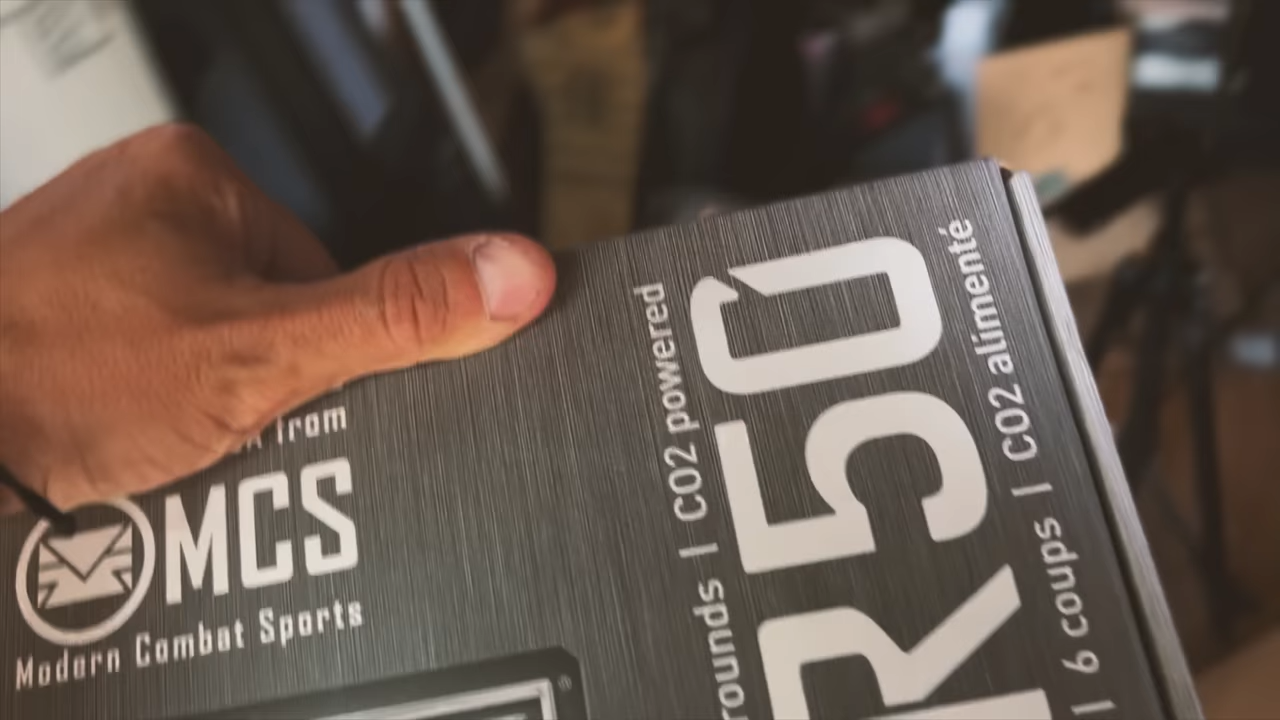 from
MCS
Modern Combat Sports
rounds | CO2 powered
R50
| 6 coups | CO2 alimenté